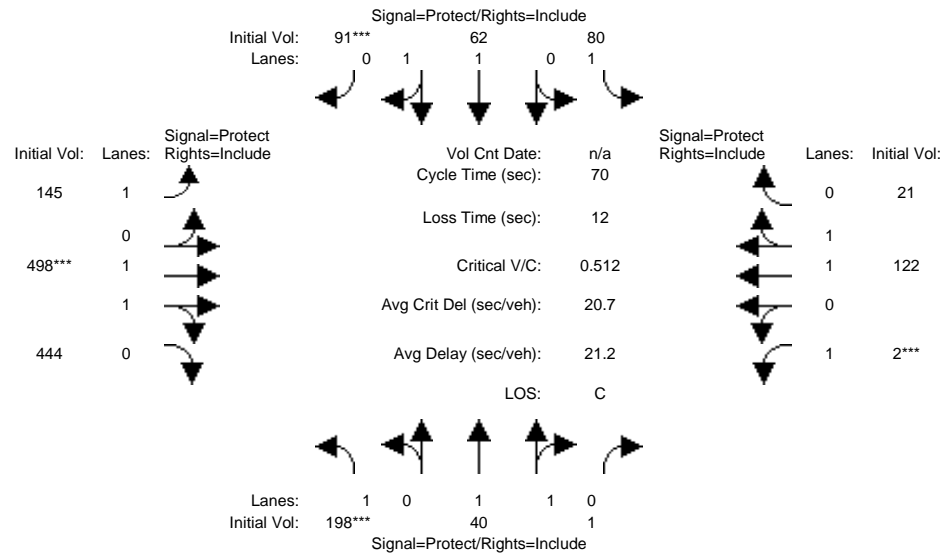 Signal=Protect/Rights=Include
Initial Vol: 91*** 62 80
Lanes: 0 1 1 0 1
Signal=Protect
Initial Vol: Lanes: Rights=Include
Vol Cnt Date: n/a
Signal=Protect
Rights=Include Lanes: Initial Vol:
Cycle Time (sec): 70
145 1
0 21
Loss Time (sec): 12
0
1
498*** 1
Critical V/C: 0.512
1 122
1
Avg Crit Del (sec/veh): 20.7
0
444 0
Avg Delay (sec/veh): 21.2
1 2***
LOS: C
Lanes: 1 0 1 1 0
Initial Vol: 198*** 40 1
Signal=Protect/Rights=Include